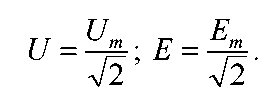 U = U_m/√2; E = E_m/√2.